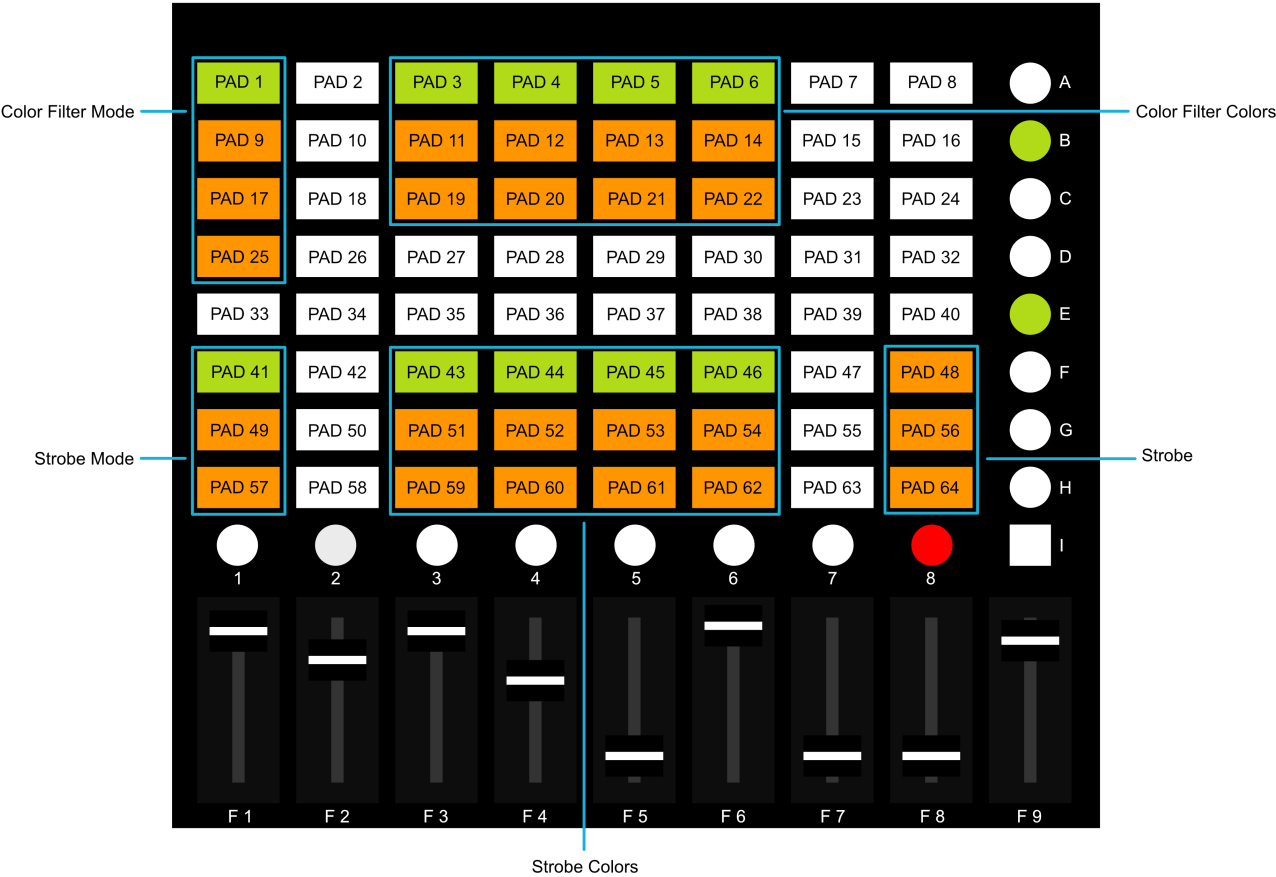 PAD 1 PAD 2 PAD 3 PAD 4 PAD 5 PAD 6 PAD 7 PAD 8 A
Color Filter Mode
Color Filter Colors
PAD 9 PAD 10 PAD 11 PAD 12 PAD 13 PAD 14 PAD 15 PAD 16 B
PAD 17 PAD 18 PAD 19 PAD 20 PAD 21 PAD 22 PAD 23 PAD 24 C
PAD 25 PAD 26 PAD 27 PAD 28 PAD 29 PAD 30 PAD 31 PAD 32 D
PAD 33 PAD 34 PAD 35 PAD 36 PAD 37 PAD 38 PAD 39 PAD 40 E
PAD 41 PAD 42 PAD 43 PAD 44 PAD 45 PAD 46 PAD 47 PAD 48 F
PAD 49 PAD 50 PAD 51 PAD 52 PAD 53 PAD 54 PAD 55 PAD 56 G
Strobe Mode
Strobe
PAD 57 PAD 58 PAD 59 PAD 60 PAD 61 PAD 62 PAD 63 PAD 64 H
I
1 2 3 4 5 6 7 8
F 1 F 2 F 3 F 4 F 5 F 6 F 7 F 8 F 9
Strobe Colors